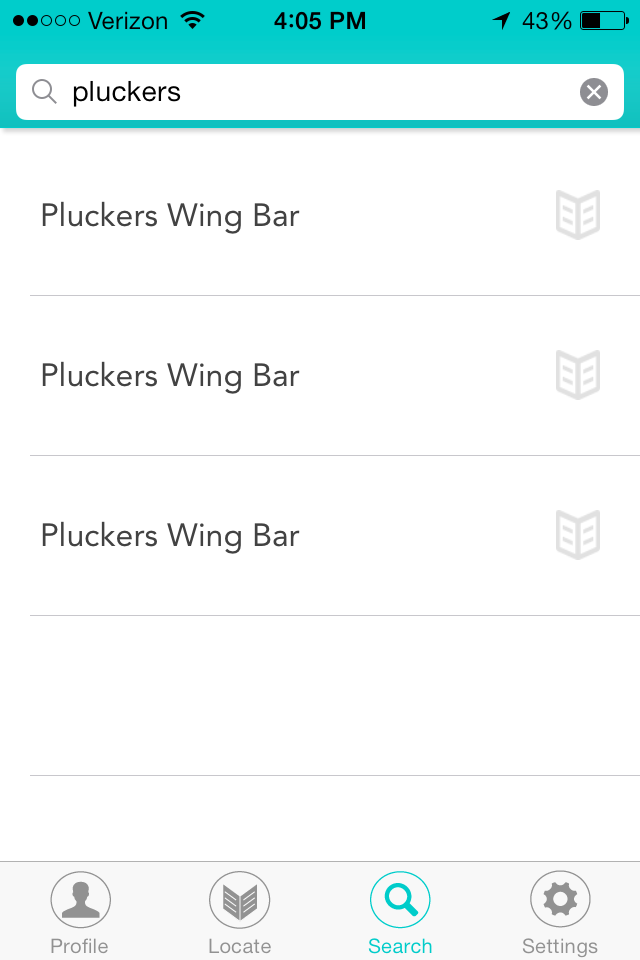 Verizon 4:05 PM 43%
pluckers
Pluckers Wing Bar
Pluckers Wing Bar
Pluckers Wing Bar
Profile Locate Search Settings